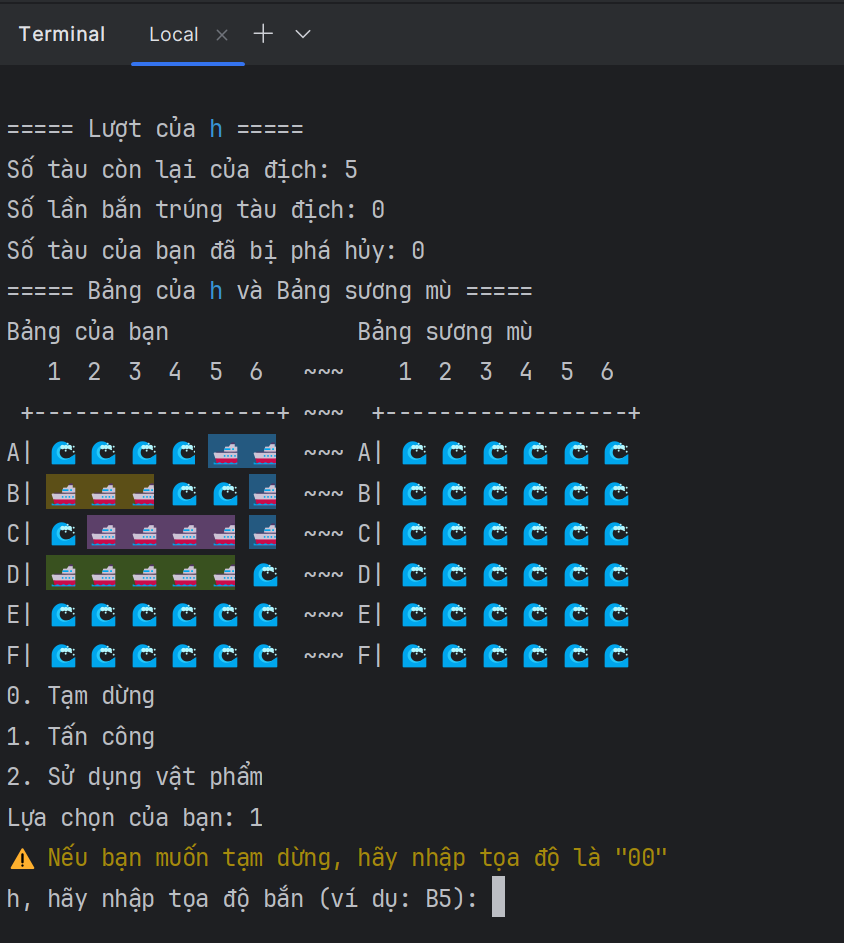 Terminal Local × +
===== Lượt của h =====
Số tàu còn lại của địch: 5
Số lần bắn trúng tàu địch: 0
Số tàu của bạn đã bị phá hủy: 0
===== Bảng của h và Bảng sương mù =====
Bảng của bạn Bảng sương mù
1 2 3 4 5 6 ~~~ 1 2 3 4 5 6
+------------------+ ~~~ +------------------+
A| 🌊 🌊 🌊 🌊 🚢 🚢 ~~~ A| 🌊 🌊 🌊 🌊 🌊 🌊
B| 🚢 🚢 🚢 🌊 🌊 🚢 ~~~ B| 🌊 🌊 🌊 🌊 🌊 🌊
C| 🌊 🚢 🚢 🚢 🚢 🚢 ~~~ C| 🌊 🌊 🌊 🌊 🌊 🌊
D| 🚢 🚢 🚢 🚢 🚢 🌊 ~~~ D| 🌊 🌊 🌊 🌊 🌊 🌊
E| 🌊 🌊 🌊 🌊 🌊 🌊 ~~~ E| 🌊 🌊 🌊 🌊 🌊 🌊
F| 🌊 🌊 🌊 🌊 🌊 🌊 ~~~ F| 🌊 🌊 🌊 🌊 🌊 🌊
0. Tạm dừng
1. Tấn công
2. Sử dụng vật phẩm
Lựa chọn của bạn: 1
⚠️ Nếu bạn muốn tạm dừng, hãy nhập tọa độ là "00"
h, hãy nhập tọa độ bắn (ví dụ: B5):